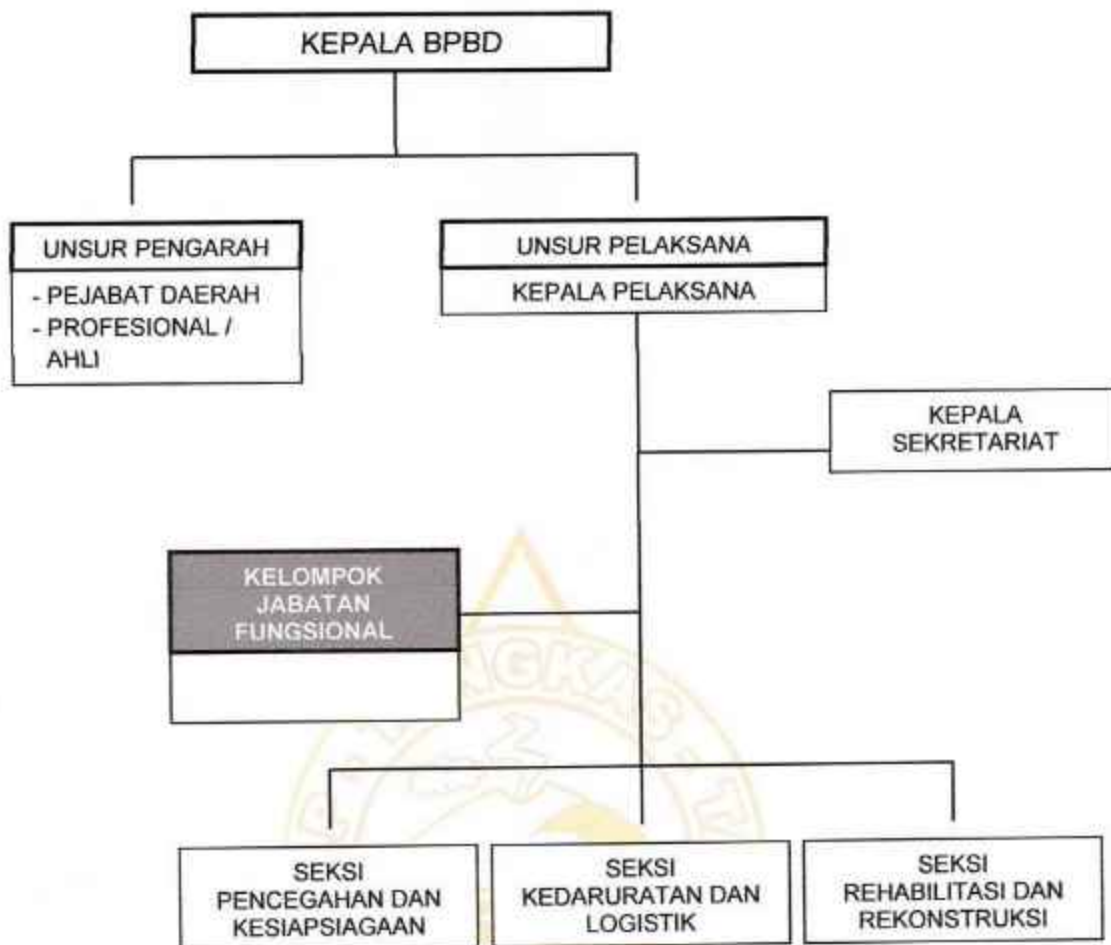 KEPALA BPBD
UNSUR PENGARAH
- PEJABAT DAERAH
- PROFESIONAL /
AHLI
UNSUR PELAKSANA
KEPALA PELAKSANA
KEPALA
SEKRETARIAT
KELOMPOK
JABATAN
FUNGSIONAL
SEKSI
PENCEGAHAN DAN
KESIAPSIAGAAN
SEKSI
KEDARURATAN DAN
LOGISTIK
SEKSI
REHABILITASI DAN
REKONSTRUKSI